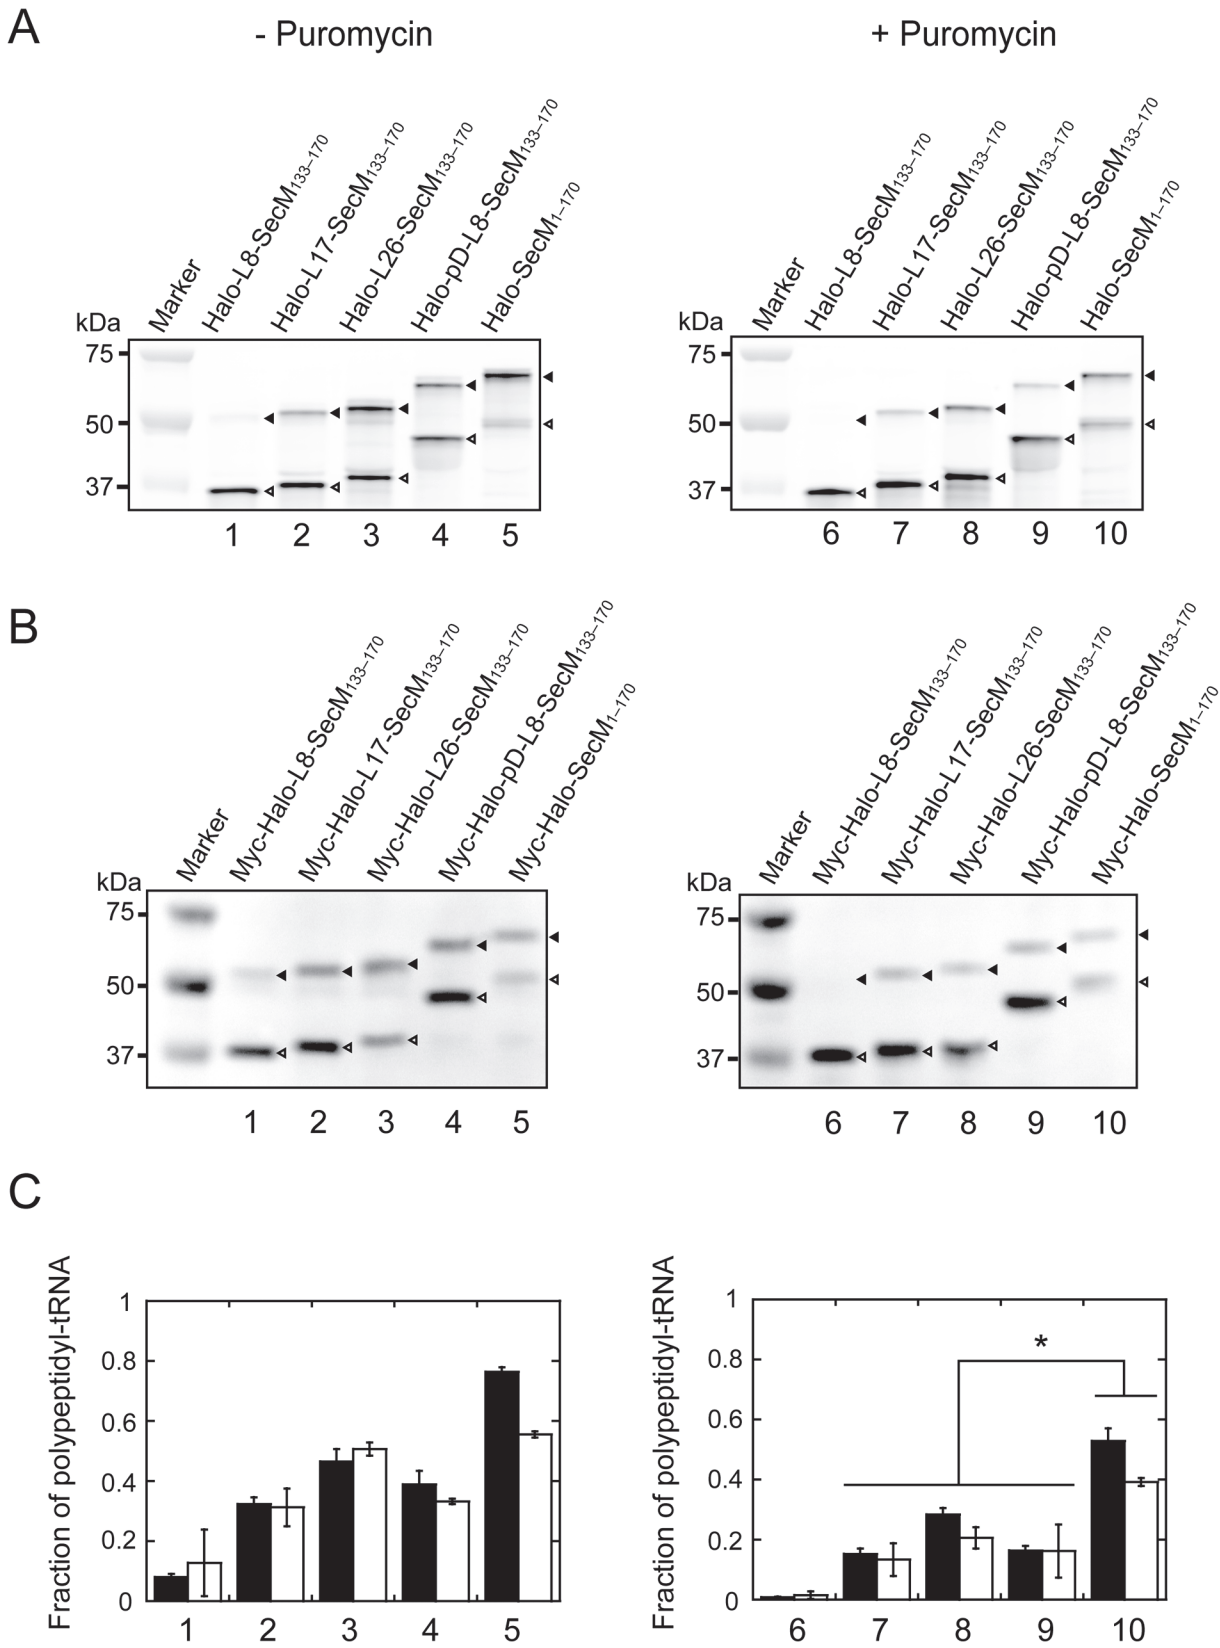 A
- Puromycin
+ Puromycin
Marker
Halo-L8-SecM133–170
Halo-L17-SecM133–170
Halo-L26-SecM133–170
Halo-pD-L8-SecM133–170
Halo-SecM1–170
Marker
Halo-L8-SecM133–170
Halo-L17-SecM133–170
Halo-L26-SecM133–170
Halo-pD-L8-SecM133–170
Halo-SecM1–170
kDa
75
50
37
1 2 3 4 5
kDa
75
50
37
6 7 8 9 10
B
Marker
Myc-Halo-L8-SecM133–170
Myc-Halo-L17-SecM133–170
Myc-Halo-L26-SecM133–170
Myc-Halo-pD-L8-SecM133–170
Myc-Halo-SecM1–170
Marker
Myc-Halo-L8-SecM133–170
Myc-Halo-L17-SecM133–170
Myc-Halo-L26-SecM133–170
Myc-Halo-pD-L8-SecM133–170
Myc-Halo-SecM1–170
kDa
75
50
37
1 2 3 4 5
kDa
75
50
37
6 7 8 9 10
C
Fraction of polypeptidyl-tRNA
1
0.8
0.6
0.4
0.2
0
1 2 3 4 5
Fraction of polypeptidyl-tRNA
1
0.8
0.6
0.4
0.2
0
*
6 7 8 9 10